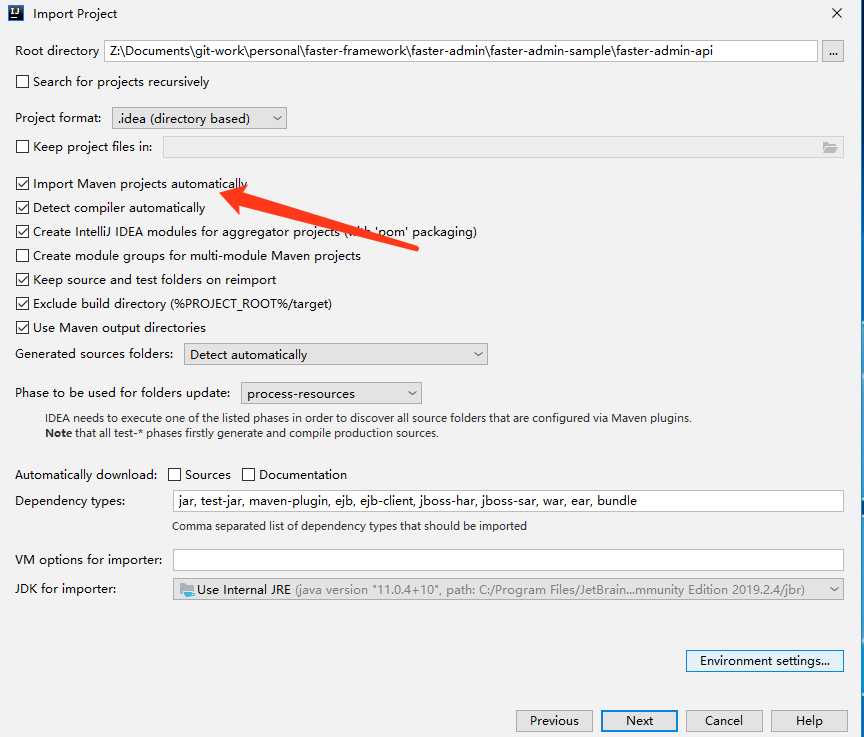 IJ Import Project
Root directory Z:\Documents\git-work\personal\faster-framework\faster-admin\faster-admin-sample\faster-admin-api ...
Search for projects recursively
Project format: .idea (directory based)
Keep project files in:
Import Maven projects automatically
Detect compiler automatically
Create IntelliJ IDEA modules for aggregator projects (with 'pom' packaging)
Create module groups for multi-module Maven projects
Keep source and test folders on reimport
Exclude build directory (%PROJECT_ROOT%/target)
Use Maven output directories
Generated sources folders: Detect automatically
Phase to be used for folders update: process-resources
IDEA needs to execute one of the listed phases in order to discover all source folders that are configured via Maven plugins.
Note that all test-* phases firstly generate and compile production sources.
Automatically download: Sources Documentation
Dependency types: jar, test-jar, maven-plugin, ejb, ejb-client, jboss-har, jboss-sar, war, ear, bundle
Comma separated list of dependency types that should be imported
VM options for importer:
JDK for importer: Use Internal JRE (java version "11.0.4+10", path: C:/Program Files/JetBrain...mmunity Edition 2019.2.4/jbr)
Environment settings...
Previous Next Cancel Help